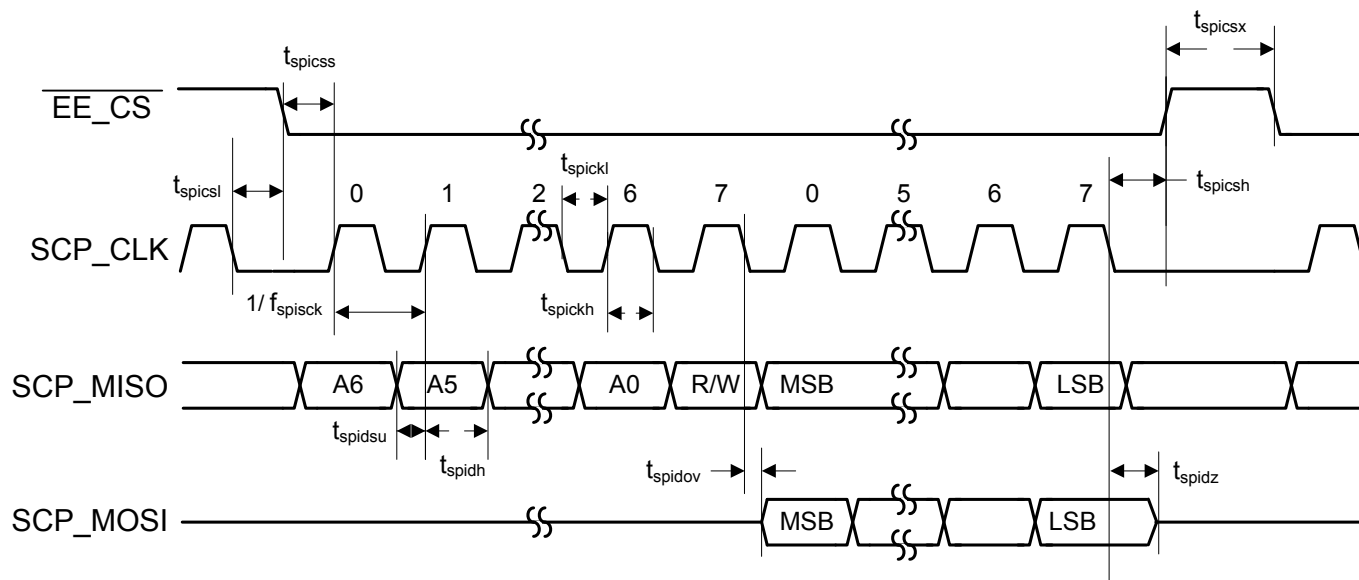 t_spicss
t_spicsx
EE_CS
t_spicsl
t_spickl
t_spicsh
0 1 2 6 7 0 5 6 7
SCP_CLK
1/ f_spisck
t_spickh
SCP_MISO
A6 A5 A0 R/W MSB LSB
t_spidsu
t_spidh
t_spidov
t_spidz
SCP_MOSI
MSB LSB